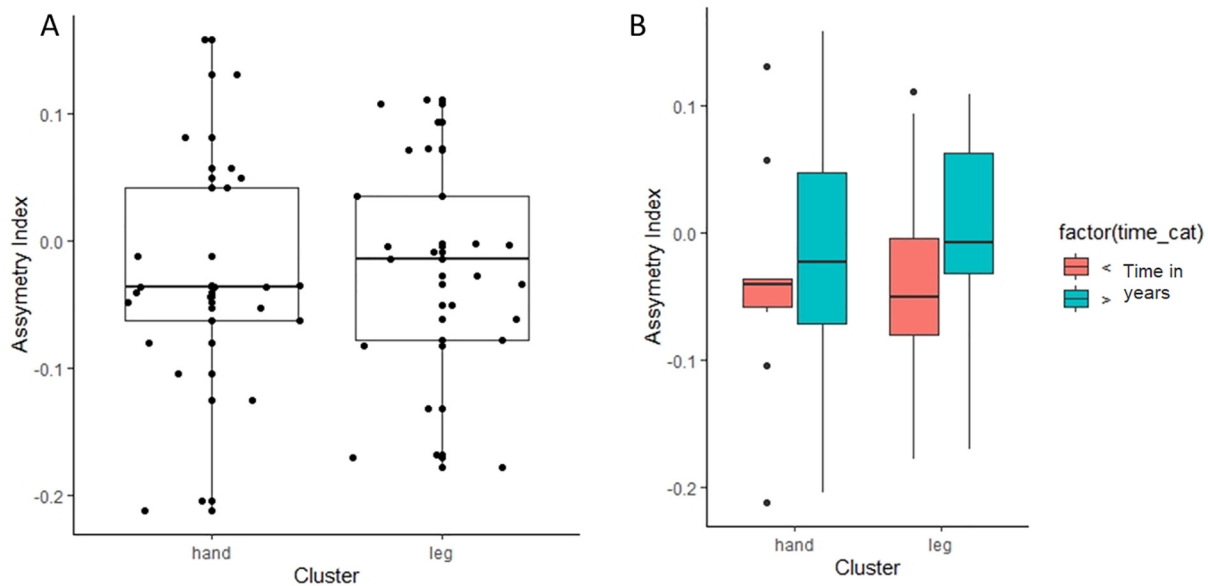 A
Assymetry Index
0.1
0.0
-0.1
-0.2
hand
leg
Cluster
B
Assymetry Index
0.1
0.0
-0.1
-0.2
hand
leg
Cluster
factor(time_cat)
< Time in
> years